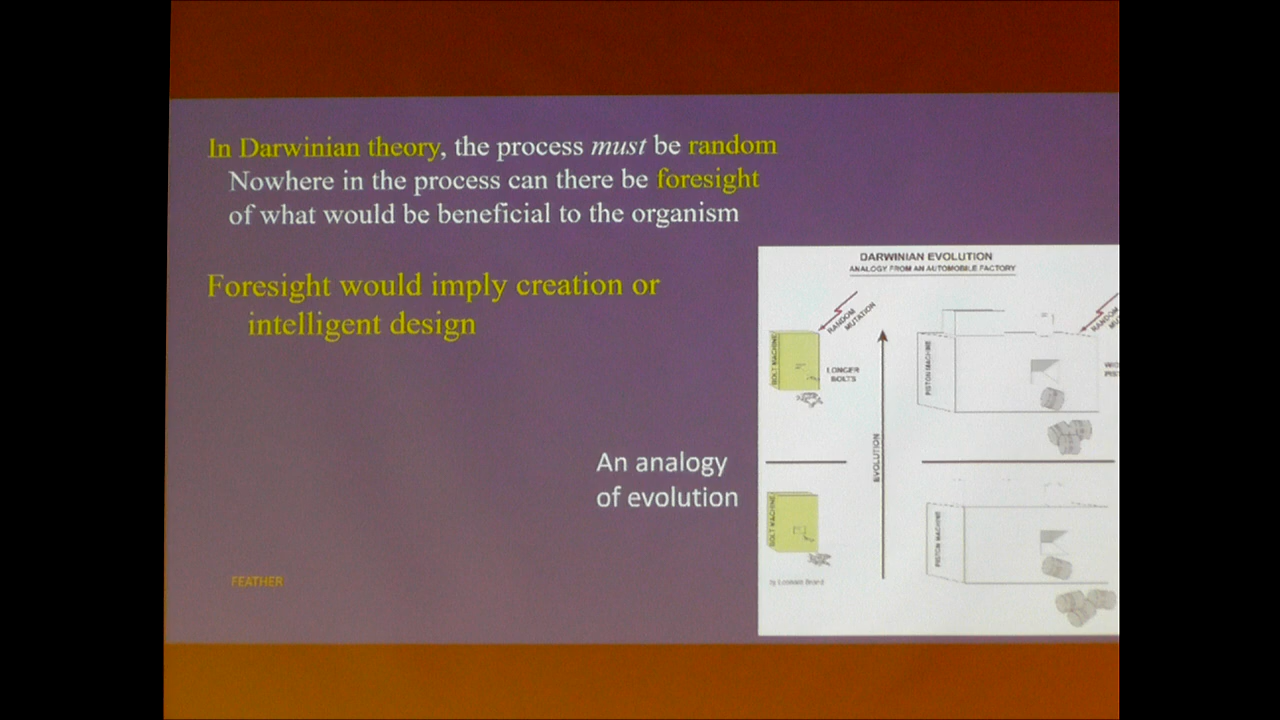 In Darwinian theory, the process must be random
Nowhere in the process can there be foresight
of what would be beneficial to the organism
Foresight would imply creation or
intelligent design
An analogy
of evolution
FEATHER
DARWINIAN EVOLUTION
ANALOGY FROM AN AUTOMOBILE FACTORY
RANDOM
MUTATION
BOLT MACHINE
LONGER
BOLTS
EVOLUTION
PISTON MACHINE
RANDOM
BOLT MACHINE
PISTON MACHINE